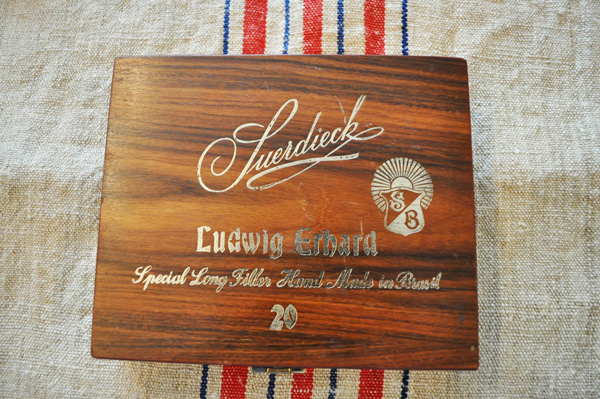 Suerdieck
S
B
Ludwig Erhard
Special Long Filler Hand Made in Brasil
20